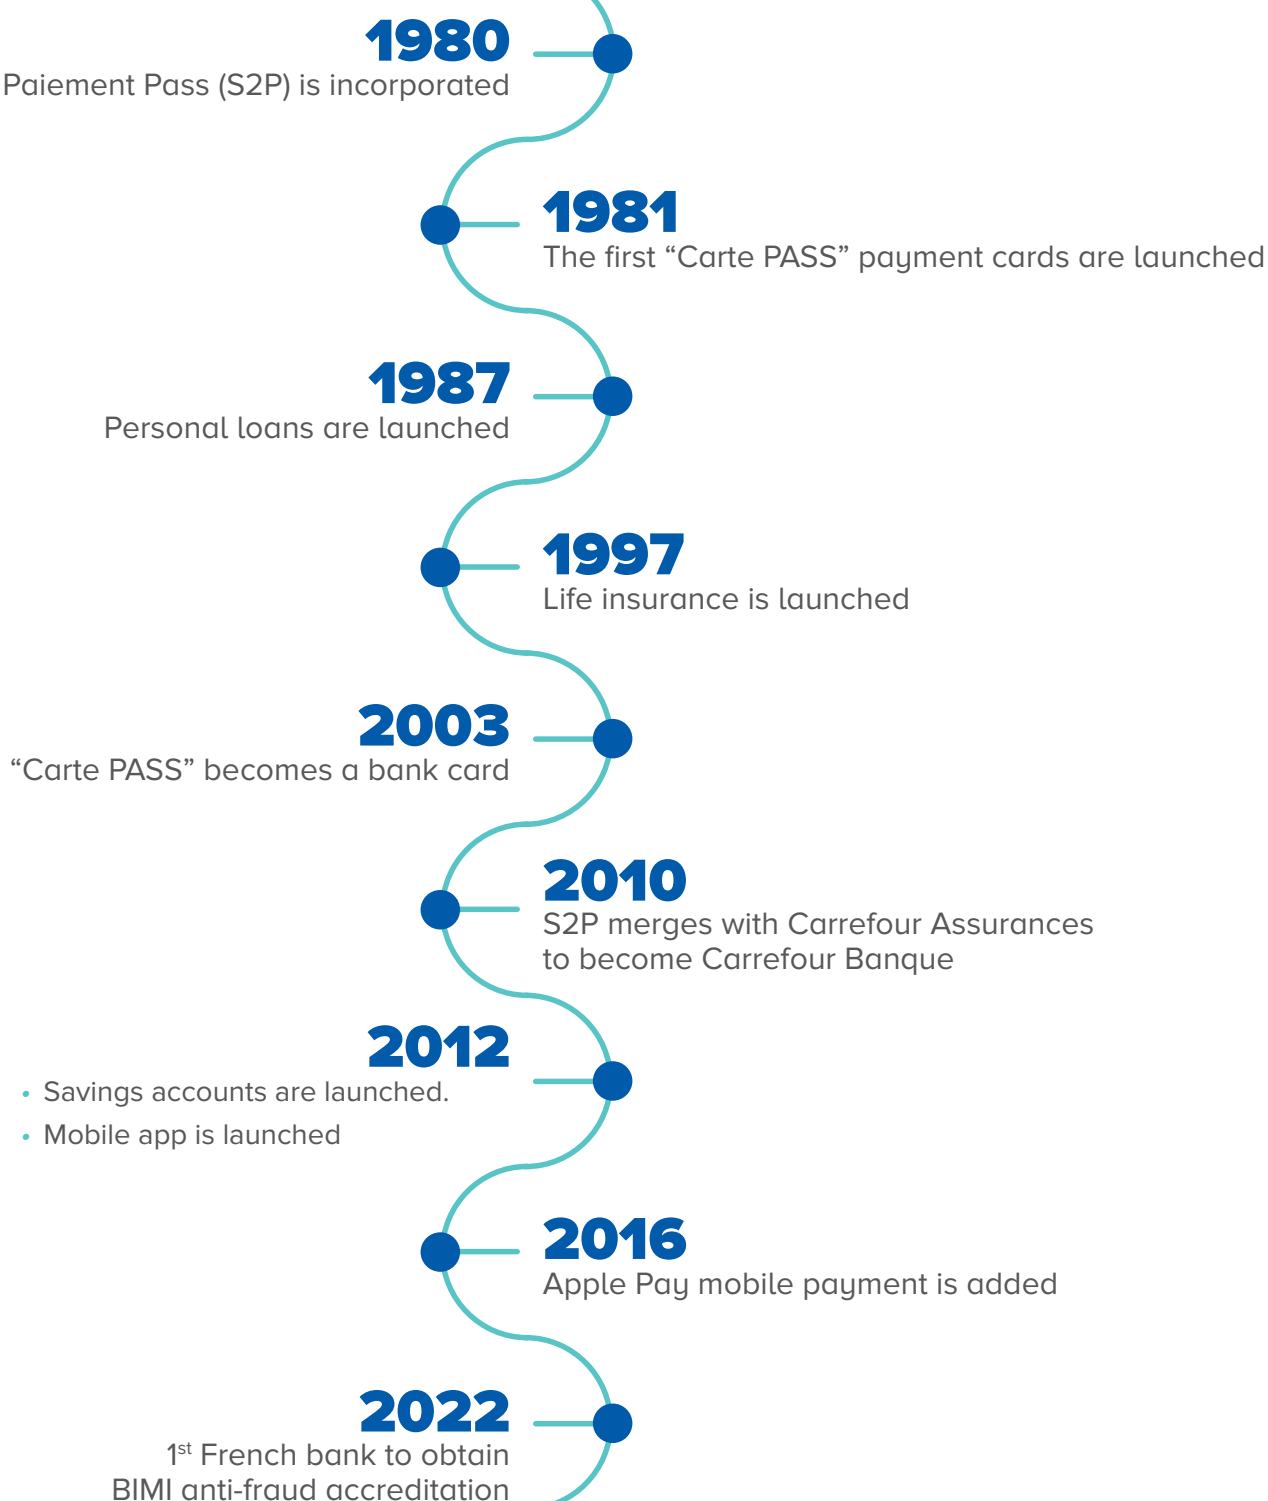 1980
Paiement Pass (S2P) is incorporated
1981
The first “Carte PASS” payment cards are launched
1987
Personal loans are launched
1997
Life insurance is launched
2003
“Carte PASS” becomes a bank card
2010
S2P merges with Carrefour Assurances
to become Carrefour Banque
2012
• Savings accounts are launched.
• Mobile app is launched
2016
Apple Pay mobile payment is added
2022
1st French bank to obtain
BIMI anti-fraud accreditation